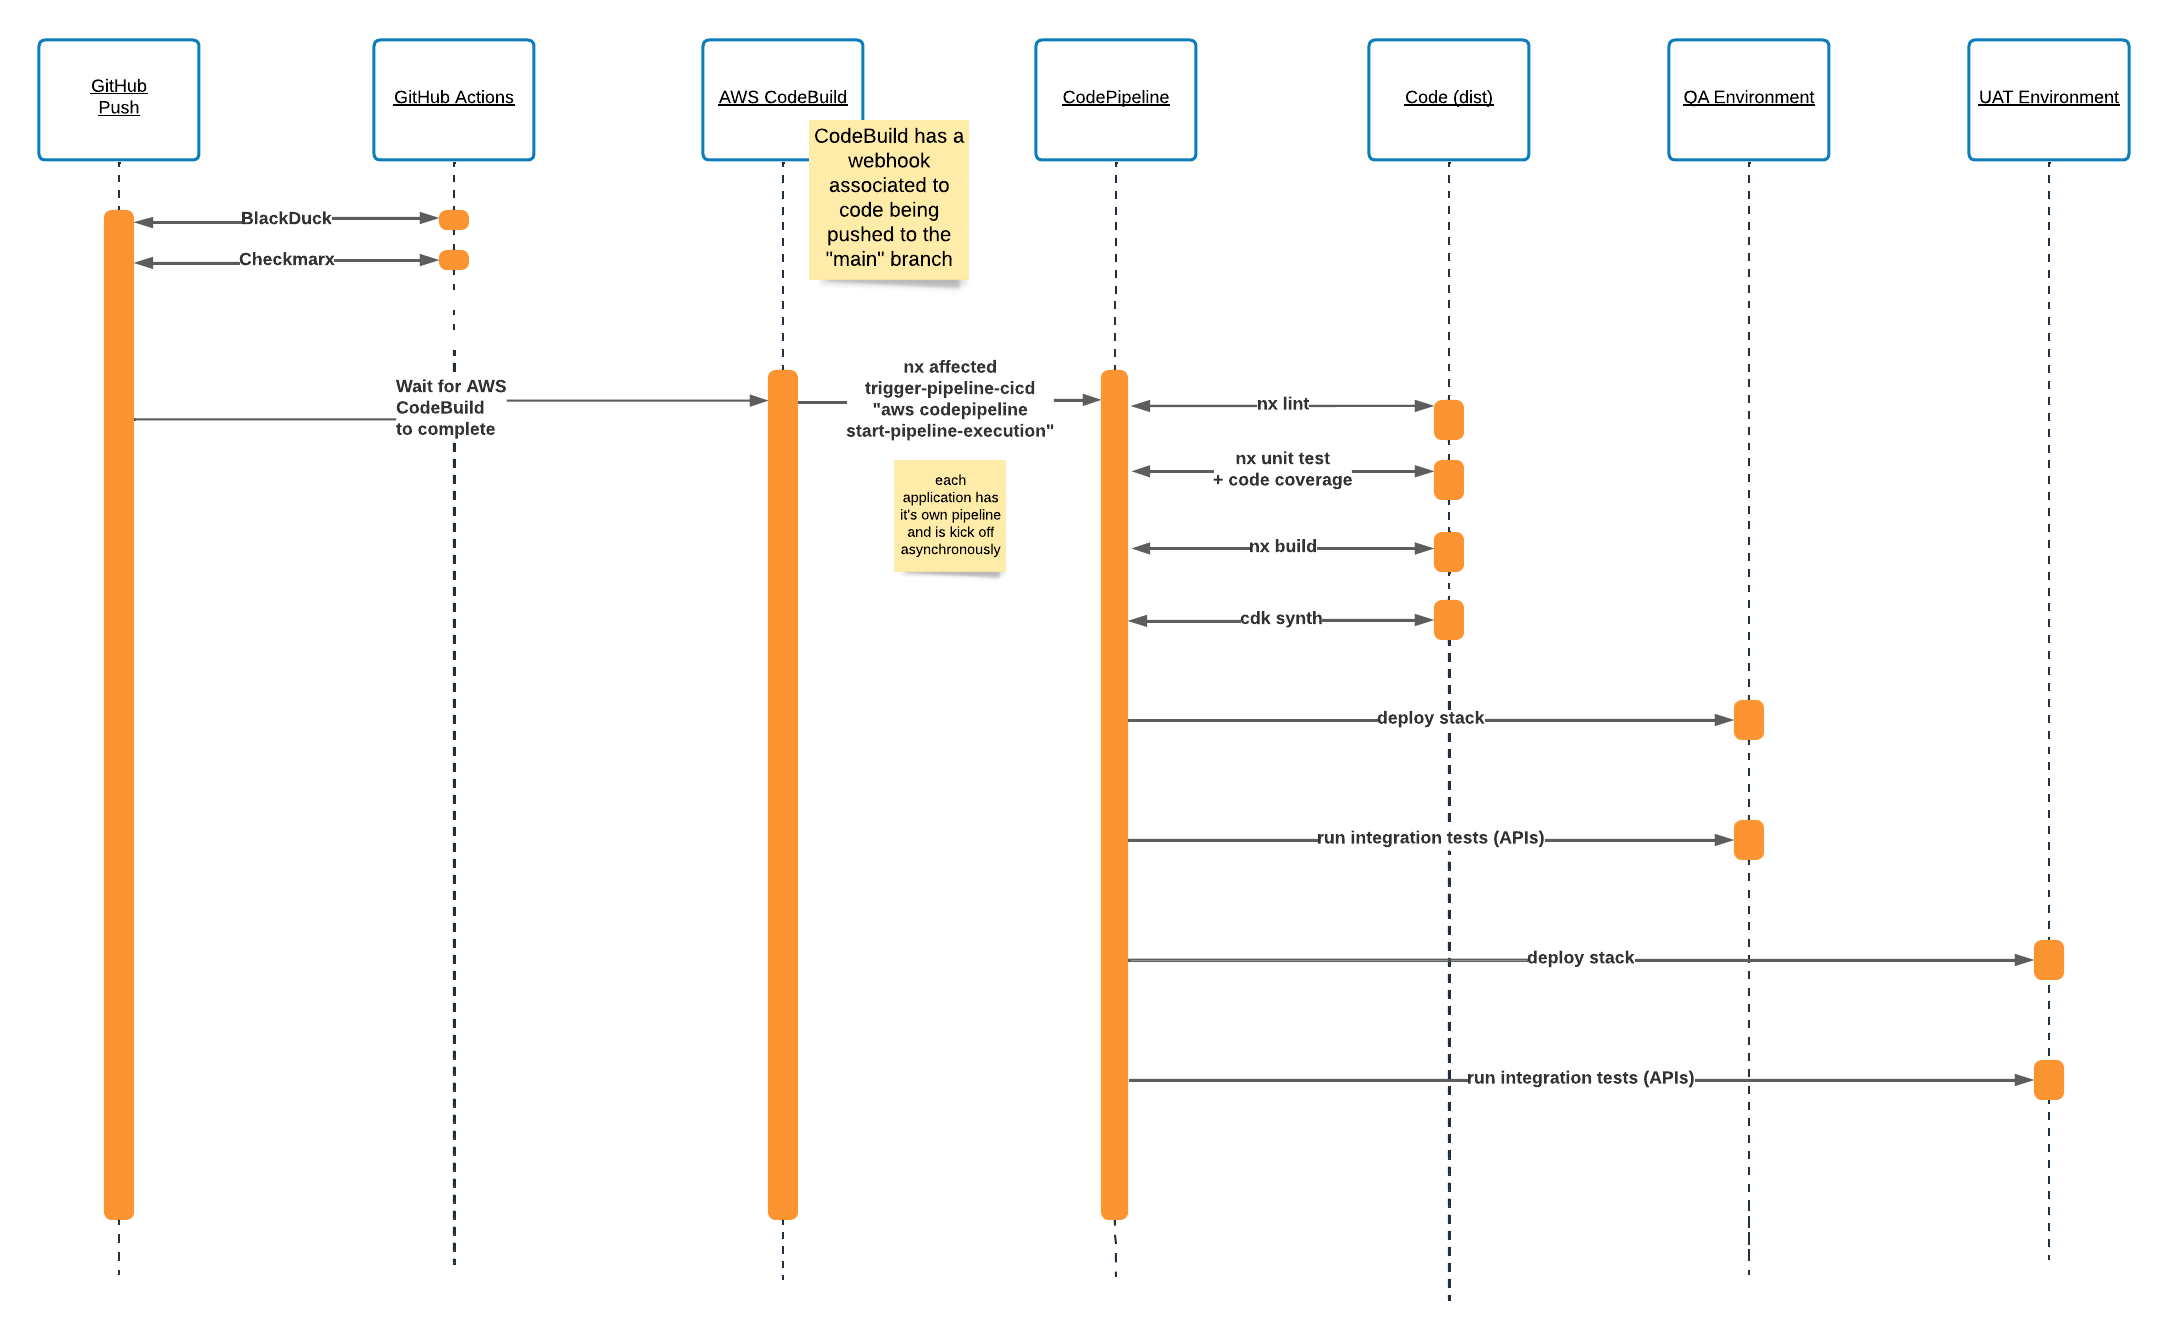 GitHub
Push
GitHub Actions
AWS CodeBuild
CodePipeline
Code (dist)
QA Environment
UAT Environment
CodeBuild has a
webhook
associated to
code being
pushed to the
"main" branch
BlackDuck
Checkmarx
Wait for AWS
CodeBuild
to complete
nx affected
trigger-pipeline-cicd
"aws codepipeline
start-pipeline-execution"
each
application has
it's own pipeline
and is kick off
asynchronously
nx lint
nx unit test
+ code coverage
nx build
cdk synth
deploy stack
run integration tests (APIs)
deploy stack
run integration tests (APIs)